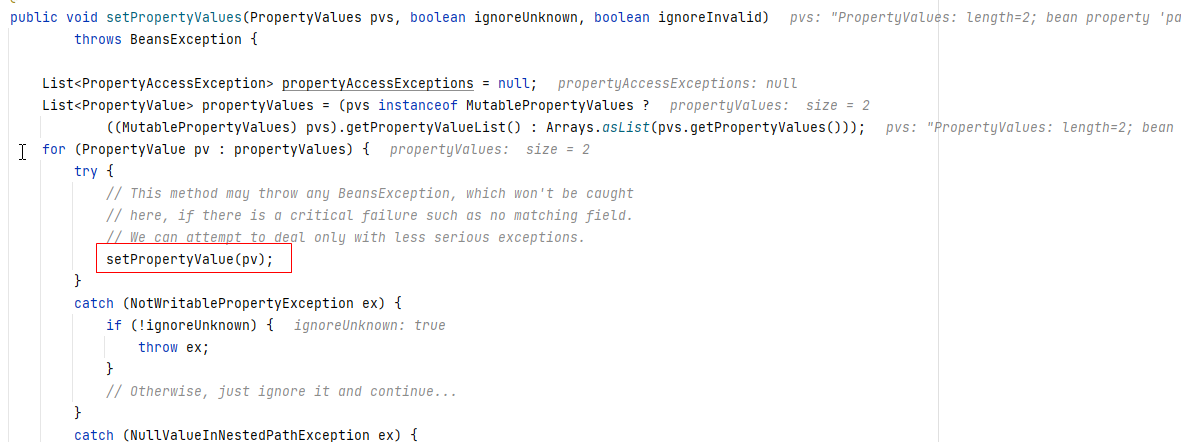 public void setPropertyValues(PropertyValues pvs, boolean ignoreUnknown, boolean ignoreInvalid) pvs: "PropertyValues: length=2; bean property 'pa
throws BeansException {
List<PropertyAccessException> propertyAccessExceptions = null; propertyAccessExceptions: null
List<PropertyValue> propertyValues = (pvs instanceof MutablePropertyValues ? propertyValues: size = 2
((MutablePropertyValues) pvs).getPropertyValueList() : Arrays.asList(pvs.getPropertyValues())); pvs: "PropertyValues: length=2; bean
for (PropertyValue pv : propertyValues) { propertyValues: size = 2
try {
// This method may throw any BeansException, which won't be caught
// here, if there is a critical failure such as no matching field.
// We can attempt to deal only with less serious exceptions.
setPropertyValue(pv);
}
catch (NotWritablePropertyException ex) {
if (!ignoreUnknown) { ignoreUnknown: true
throw ex;
}
// Otherwise, just ignore it and continue...
}
catch (NullValueInNestedPathException ex) {